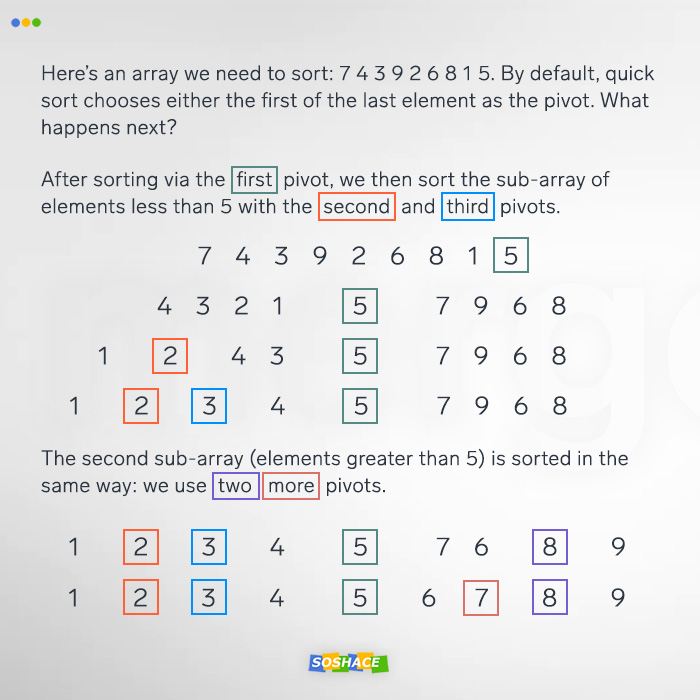 Here's an array we need to sort: 7 4 3 9 2 6 8 1 5. By default, quick
sort chooses either the first of the last element as the pivot. What
happens next?
After sorting via the first pivot, we then sort the sub-array of
elements less than 5 with the second and third pivots.
7 4 3 9 2 6 8 1 5
4 3 2 1 5 7 9 6 8
1 2 4 3 5 7 9 6 8
1 2 3 4 5 7 9 6 8
The second sub-array (elements greater than 5) is sorted in the
same way: we use two more pivots.
1 2 3 4 5 7 6 8 9
1 2 3 4 5 6 7 8 9
SOSHACE